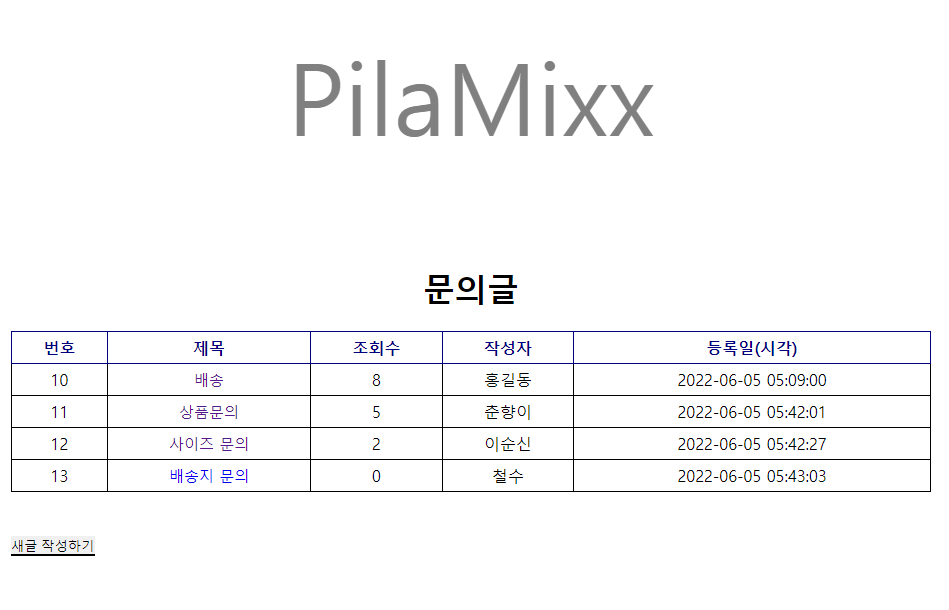 PilaMixx
문의글
번호 제목 조회수 작성자 등록일(시각)
10 배송 8 홍길동 2022-06-05 05:09:00
11 상품문의 5 춘향이 2022-06-05 05:42:01
12 사이즈 문의 2 이순신 2022-06-05 05:42:27
13 배송지 문의 0 철수 2022-06-05 05:43:03
새글 작성하기